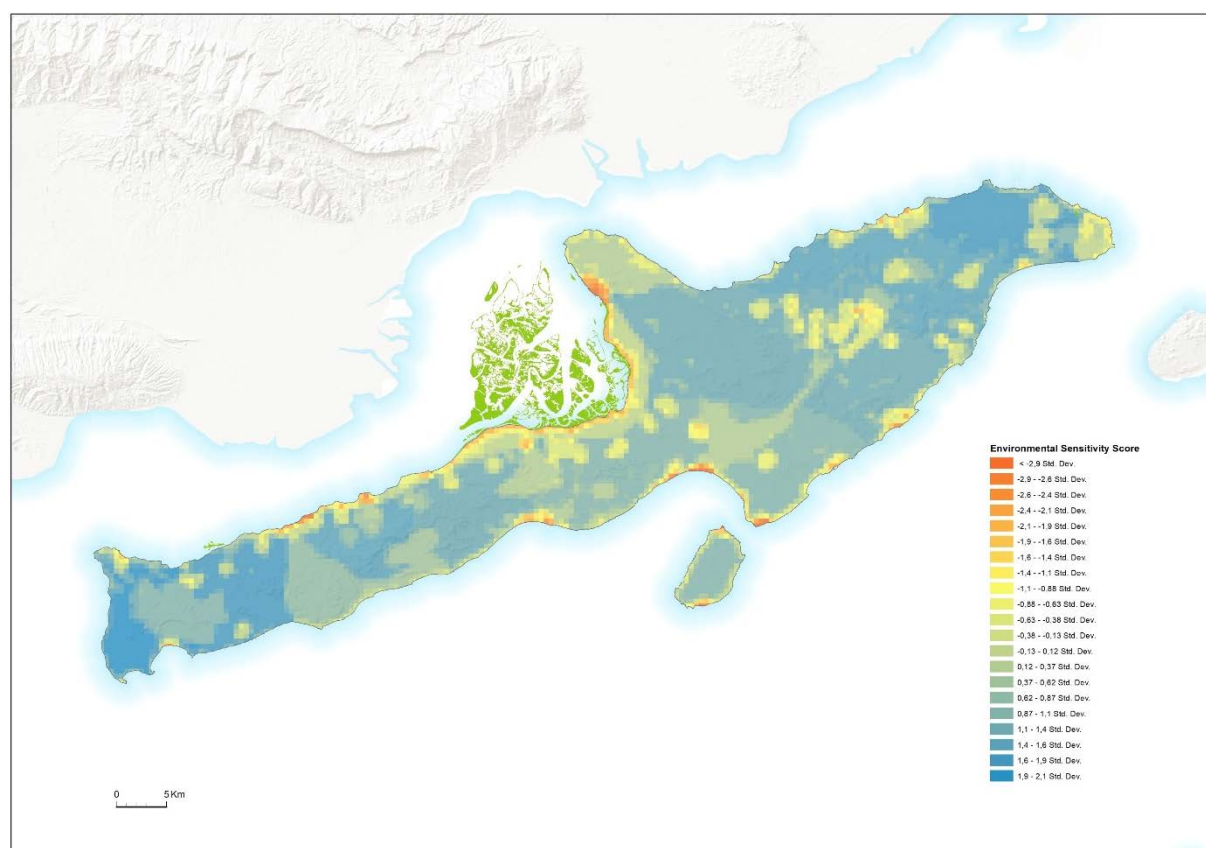 Environmental Sensitivity Score
< -2,9 Std. Dev.
-2,9 - -2,6 Std. Dev.
-2,6 - -2,4 Std. Dev.
-2,4 - -2,1 Std. Dev.
-2,1 - -1,9 Std. Dev.
-1,9 - -1,6 Std. Dev.
-1,6 - -1,4 Std. Dev.
-1,4 - -1,1 Std. Dev.
-1,1 - -0,88 Std. Dev.
-0,88 - -0,63 Std. Dev.
-0,63 - -0,38 Std. Dev.
-0,38 - -0,13 Std. Dev.
-0,13 - 0,12 Std. Dev.
0,12 - 0,37 Std. Dev.
0,37 - 0,62 Std. Dev.
0,62 - 0,87 Std. Dev.
0,87 - 1,1 Std. Dev.
1,1 - 1,4 Std. Dev.
1,4 - 1,6 Std. Dev.
1,6 - 1,9 Std. Dev.
1,9 - 2,1 Std. Dev.
0 5 Km